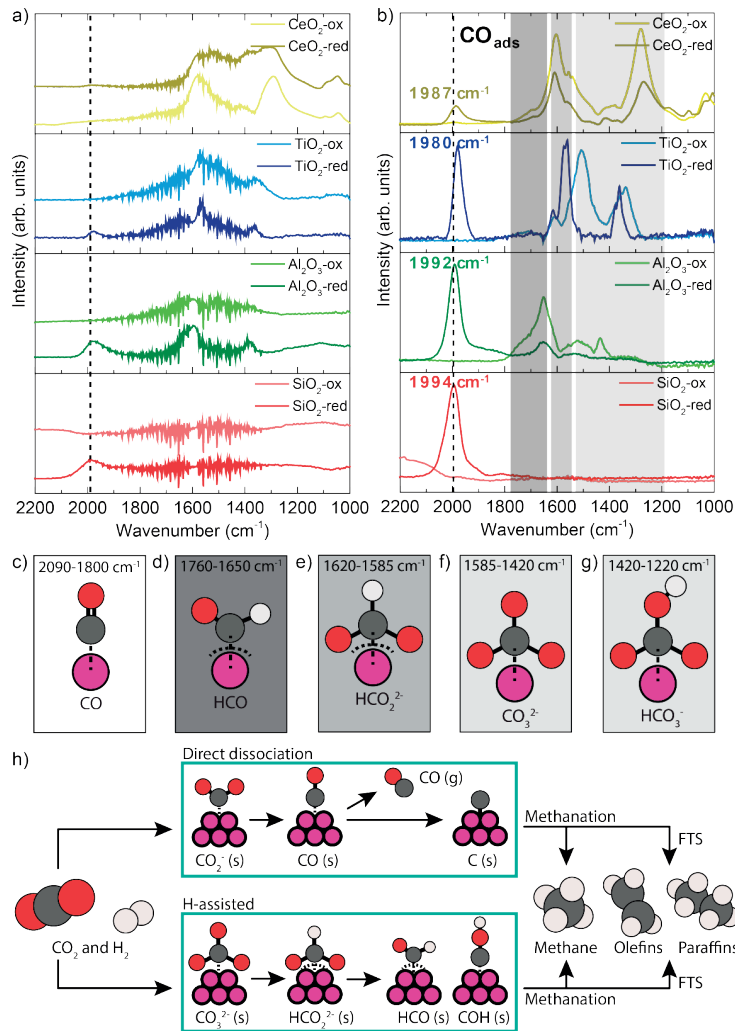 a)
CeO2-ox
CeO2-red
TiO2-ox
TiO2-red
Al2O3-ox
Al2O3-red
SiO2-ox
SiO2-red
Intensity (arb. units)
2200 2000 1800 1600 1400 1200 1000
Wavenumber (cm-1)
b)
COads
CeO2-ox
CeO2-red
1987 cm-1
1980 cm-1
TiO2-ox
TiO2-red
1992 cm-1
Al2O3-ox
Al2O3-red
1994 cm-1
SiO2-ox
SiO2-red
Intensity (arb. units)
2200 2000 1800 1600 1400 1200 1000
Wavenumber (cm-1)
c) 2090-1800 cm-1
CO
d) 1760-1650 cm-1
HCO
e) 1620-1585 cm-1
HCO2 2-
f) 1585-1420 cm-1
CO3 2-
g) 1420-1220 cm-1
HCO3 -
h)
Direct dissociation
CO (g)
CO2- (s)
CO (s)
C (s)
Methanation
FTS
CO2 and H2
H-assisted
Methane
Olefins
Paraffins
CO3 2- (s)
HCO2 2- (s)
HCO (s)
COH (s)
Methanation
FTS